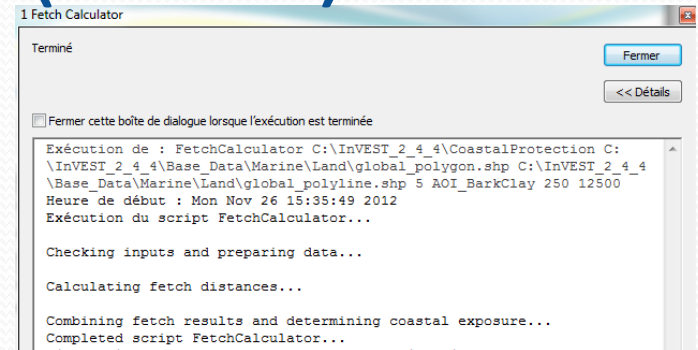 1 Fetch Calculator
Terminé
Fermer
<< Détails
Fermer cette boîte de dialogue lorsque l'exécution est terminée
Exécution de : FetchCalculator C:\InVEST_2_4_4\CoastalProtection C:
\InVEST_2_4_4\Base_Data\Marine\Land\global_polygon.shp C:\InVEST_2_4_4
\Base_Data\Marine\Land\global_polyline.shp 5 AOI_BarkClay 250 12500
Heure de début : Mon Nov 26 15:35:49 2012
Exécution du script FetchCalculator...
Checking inputs and preparing data...
Calculating fetch distances...
Combining fetch results and determining coastal exposure...
Completed script FetchCalculator...